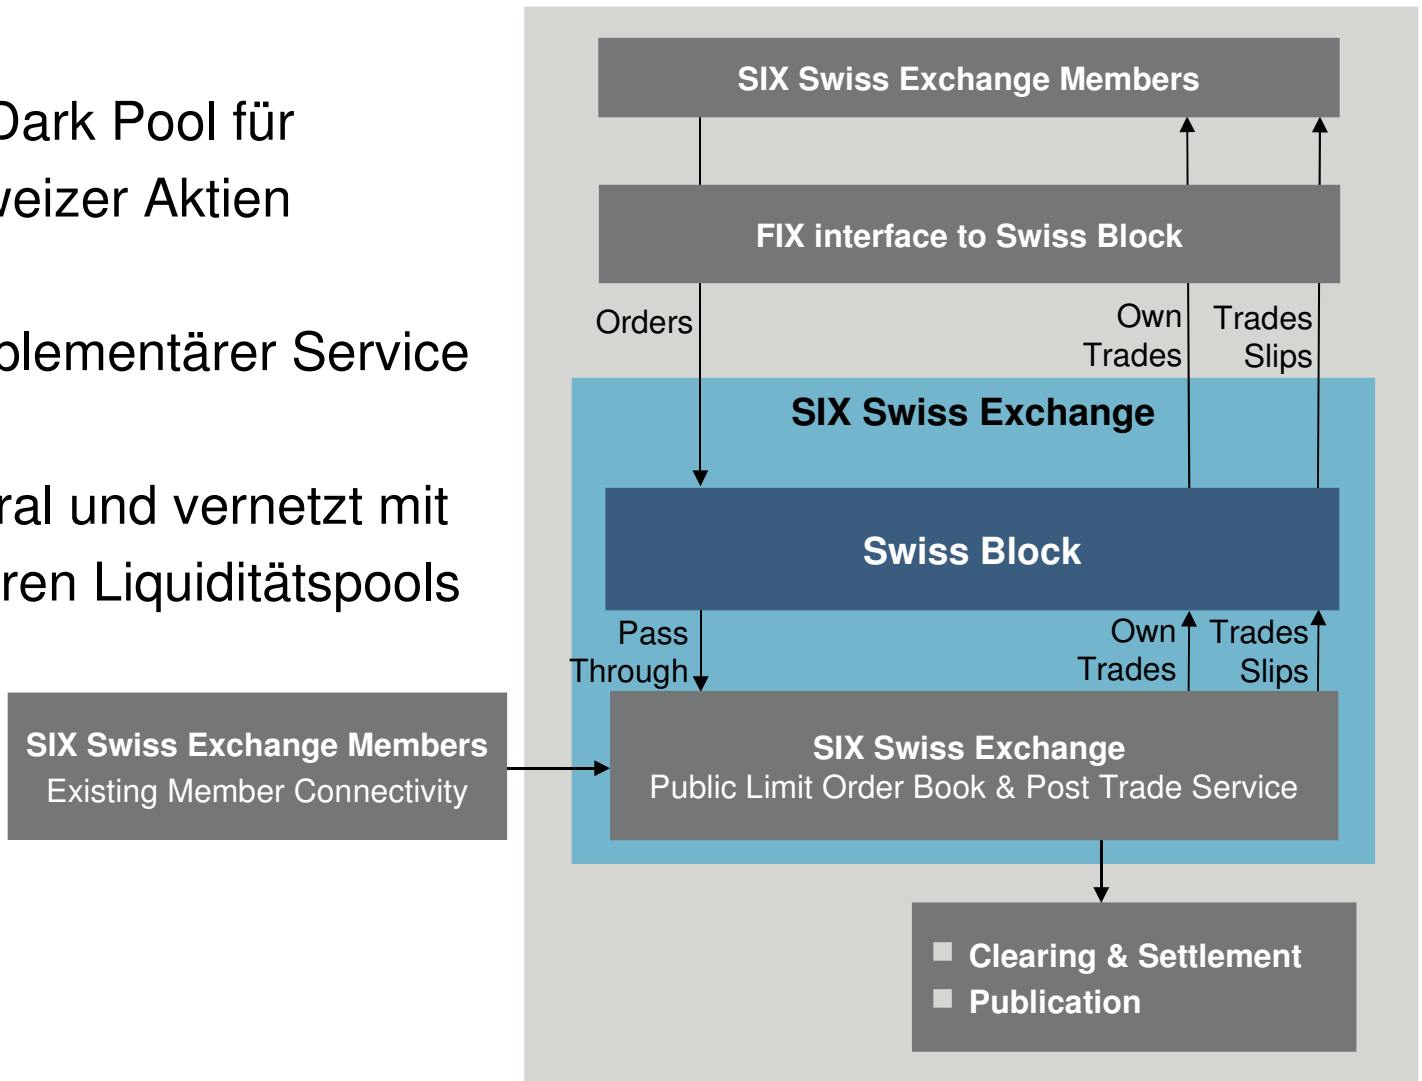 Dark Pool für
weizer Aktien
plementärer Service
ral und vernetzt mit
ren Liquiditätspools
SIX Swiss Exchange Members
FIX interface to Swiss Block
Orders
Own
Trades
Trades
Slips
SIX Swiss Exchange
Swiss Block
Pass
Through
Own
Trades
Trades
Slips
SIX Swiss Exchange Members
Existing Member Connectivity
SIX Swiss Exchange
Public Limit Order Book & Post Trade Service
Clearing & Settlement
Publication